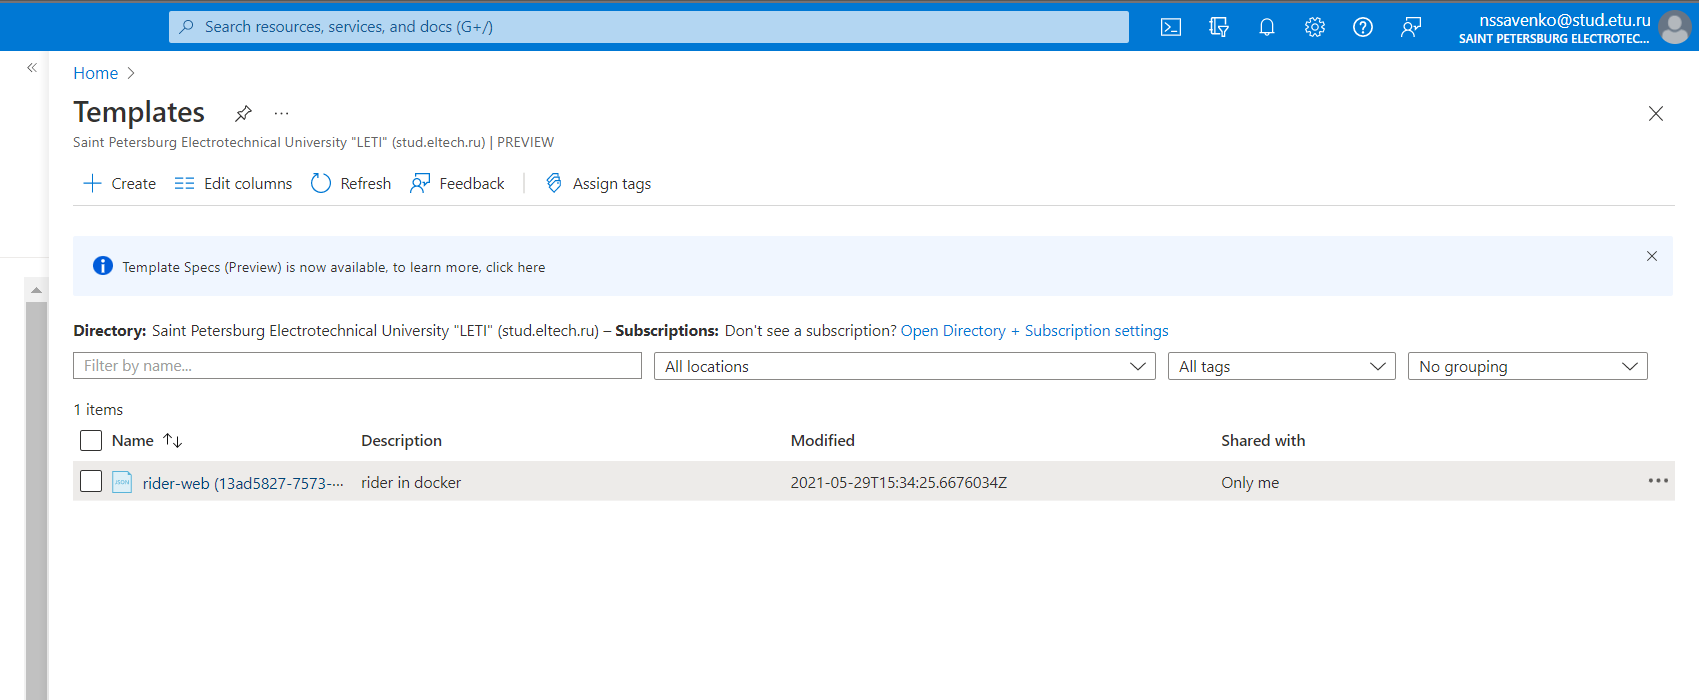 Search resources, services, and docs (G+/)
nssavenko@stud.etu.ru
SAINT PETERSBURG ELECTROTEC...
Home
Templates
Saint Petersburg Electrotechnical University "LETI" (stud.eltech.ru) | PREVIEW
Create Edit columns Refresh Feedback Assign tags
Template Specs (Preview) is now available, to learn more, click here
Directory: Saint Petersburg Electrotechnical University "LETI" (stud.eltech.ru) – Subscriptions: Don't see a subscription? Open Directory + Subscription settings
Filter by name... All locations All tags No grouping
1 items
Name Description Modified Shared with
JSON rider-web (13ad5827-7573-... rider in docker 2021-05-29T15:34:25.6676034Z Only me